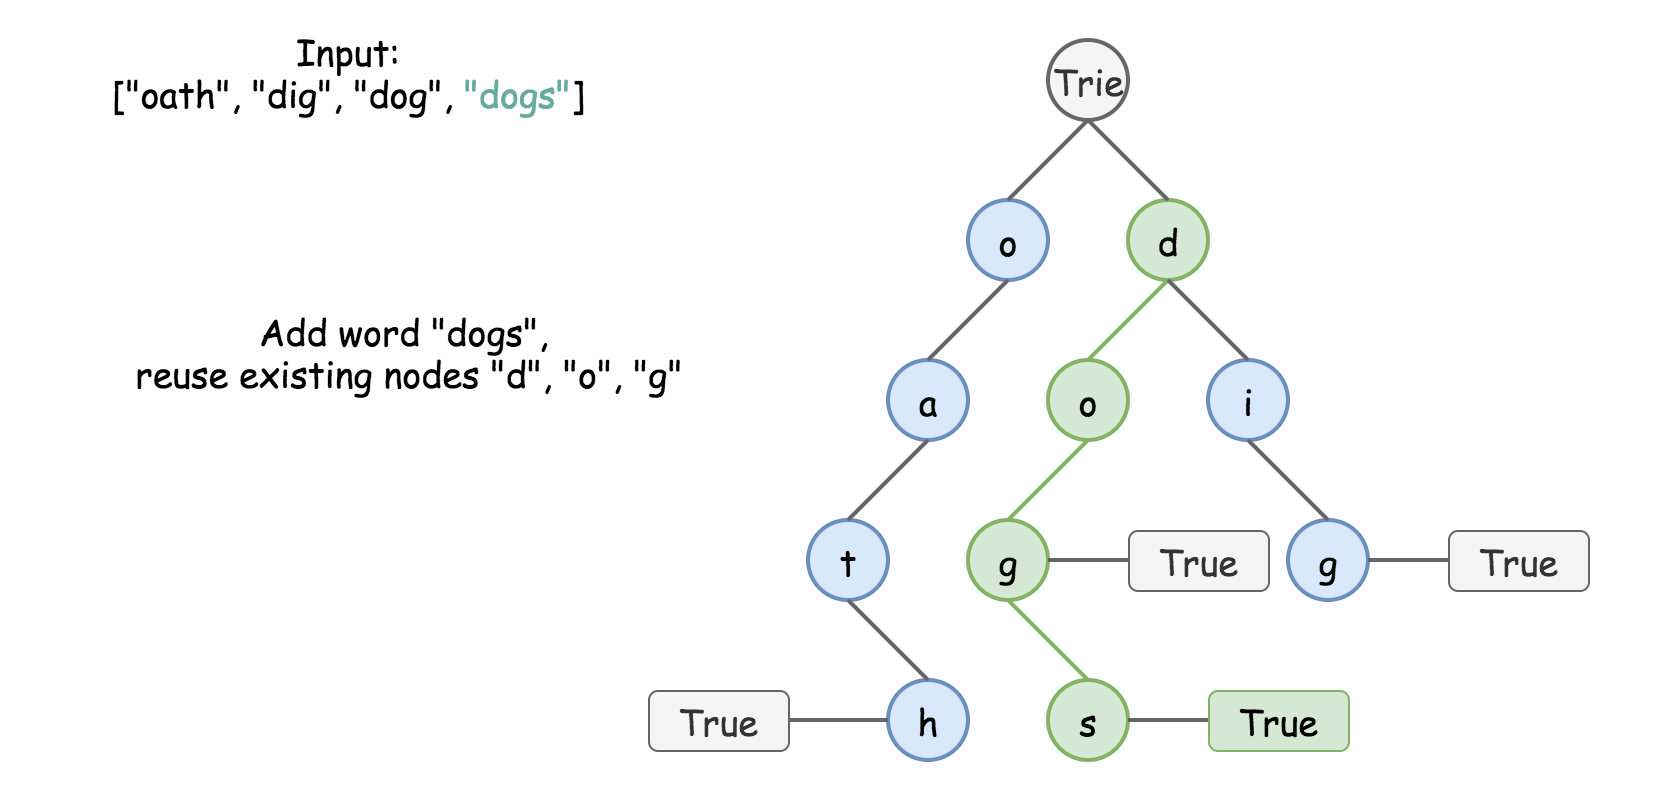 Input:
["oath", "dig", "dog", "dogs"]
Trie
o
d
Add word "dogs",
reuse existing nodes "d", "o", "g"
a
o
i
t
g
True
g
True
True
h
s
True